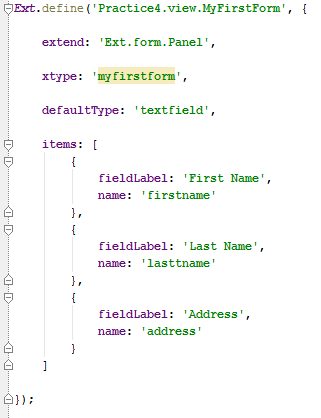 Ext.define('Practice4.view.MyFirstForm', {
extend: 'Ext.form.Panel',
xtype: 'myfirstform',
defaultType: 'textfield',
items: [
{
fieldLabel: 'First Name',
name: 'firstname'
},
{
fieldLabel: 'Last Name',
name: 'lasttname'
},
{
fieldLabel: 'Address',
name: 'address'
}
]
});